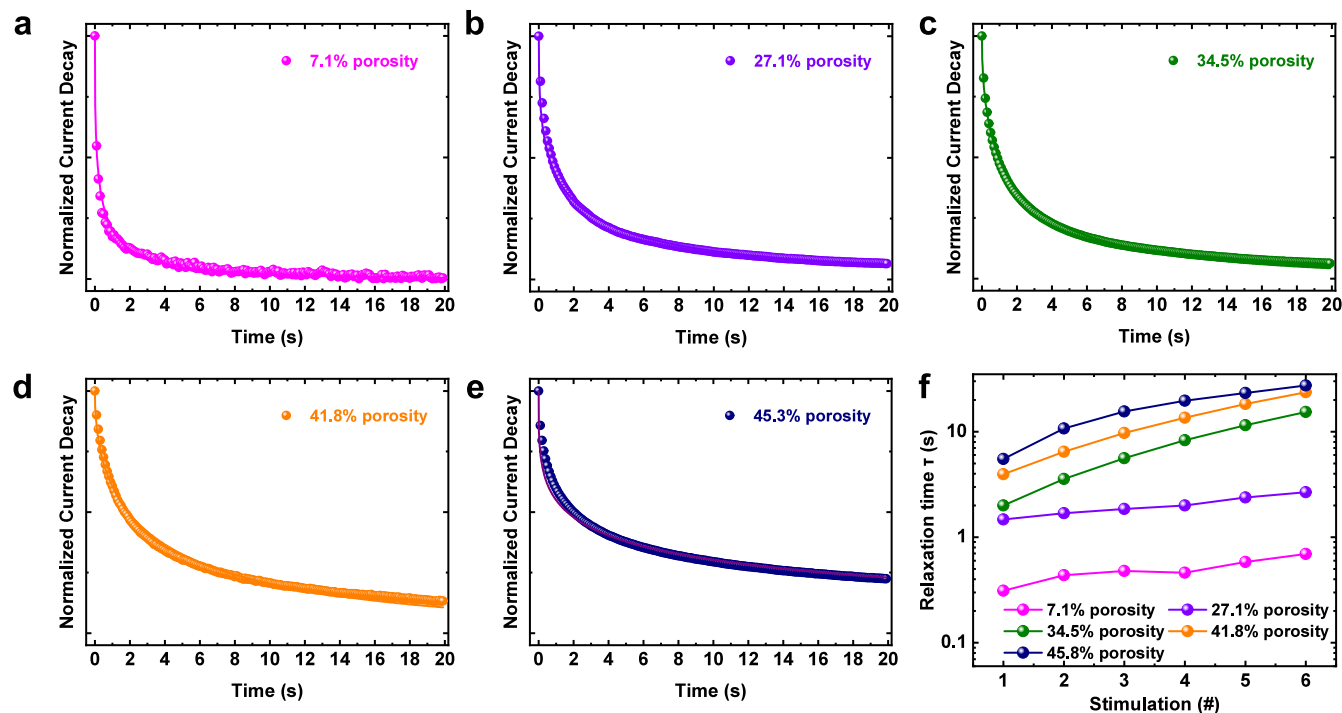 a
Normalized Current Decay
7.1% porosity
0 2 4 6 8 10 12 14 16 18 20
Time (s)
b
Normalized Current Decay
27.1% porosity
0 2 4 6 8 10 12 14 16 18 20
Time (s)
c
Normalized Current Decay
34.5% porosity
0 2 4 6 8 10 12 14 16 18 20
Time (s)
d
Normalized Current Decay
41.8% porosity
0 2 4 6 8 10 12 14 16 18 20
Time (s)
e
Normalized Current Decay
45.3% porosity
0 2 4 6 8 10 12 14 16 18 20
Time (s)
f
Relaxation time τ (s)
10
1
0.1
7.1% porosity 27.1% porosity
34.5% porosity 41.8% porosity
45.8% porosity
1 2 3 4 5 6
Stimulation (#)